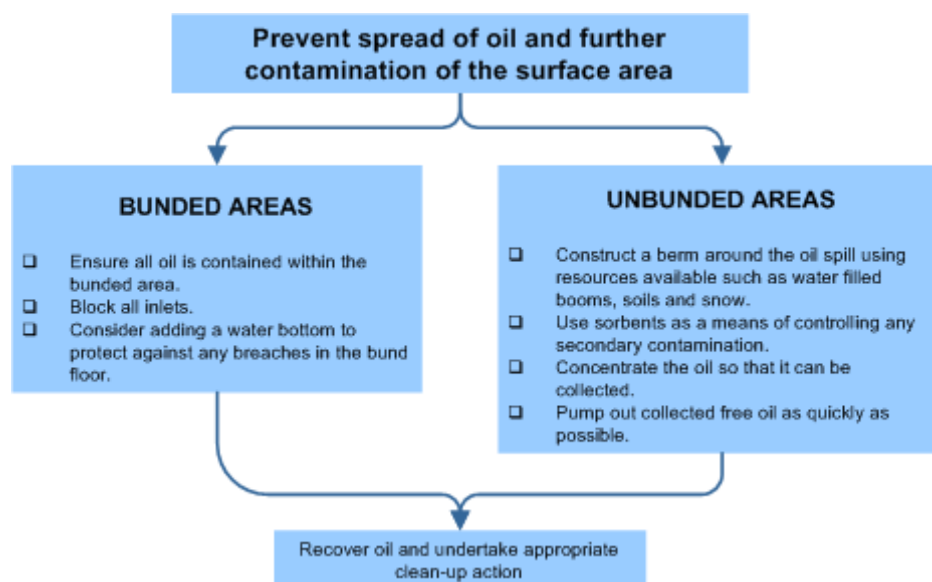 Prevent spread of oil and further
contamination of the surface area
BUNDED AREAS
❑ Ensure all oil is contained within the
bunded area.
❑ Block all inlets.
❑ Consider adding a water bottom to
protect against any breaches in the bund
floor.
UNBUNDED AREAS
❑ Construct a berm around the oil spill using
resources available such as water filled
booms, soils and snow.
❑ Use sorbents as a means of controlling any
secondary contamination.
❑ Concentrate the oil so that it can be
collected.
❑ Pump out collected free oil as quickly as
possible.
Recover oil and undertake appropriate
clean-up action